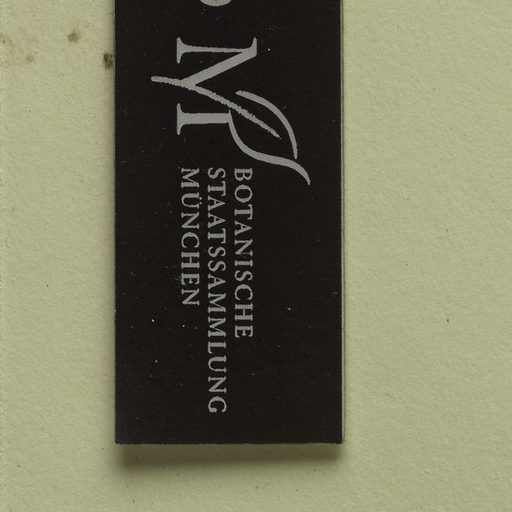 M
BOTANISCHE
STAATSSAMMLUNG
MÜNCHEN